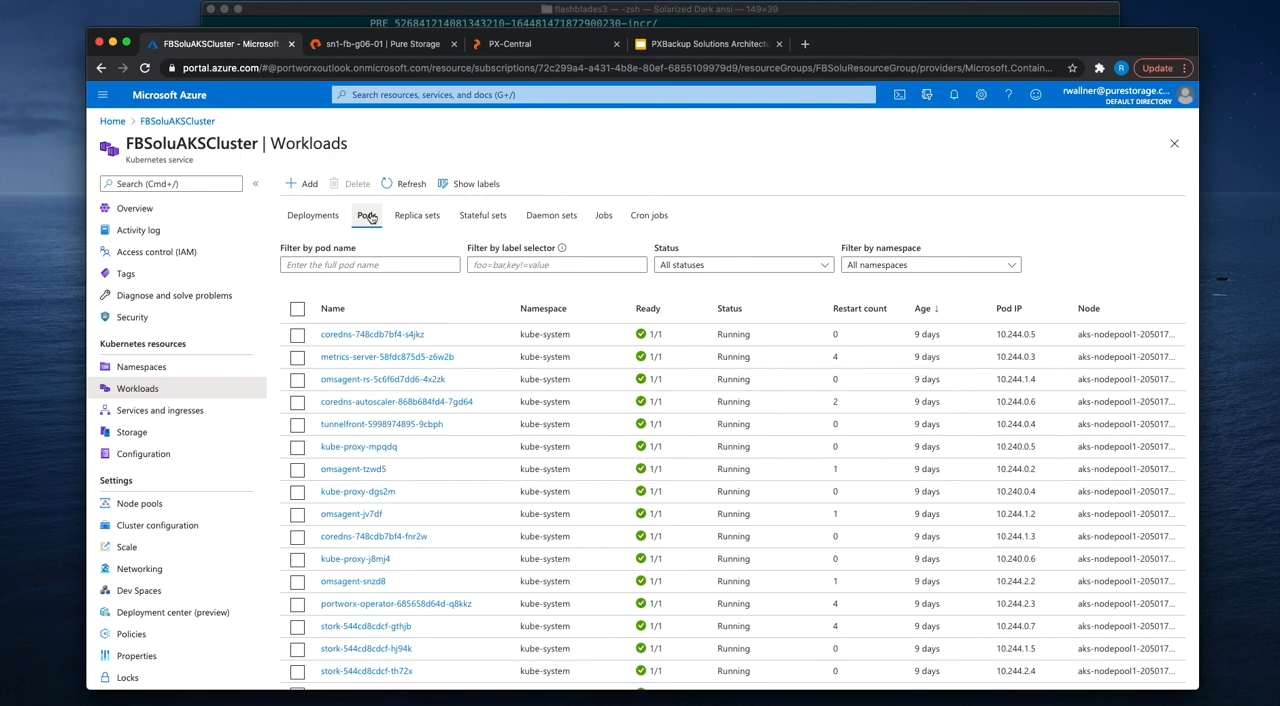 flashblades3 — -zsh — Solarized Dark ansi — 149×39
PRE 526841214081343210-164481471872900230-incr/
FBSoluAKSCluster - Microsoft
sn1-fb-g06-01 | Pure Storage
PX-Central
PXBackup Solutions Architectu
portal.azure.com/#@portworxoutlook.onmicrosoft.com/resource/subscriptions/72c299a4-a431-4b8e-80ef-6855109979d9/resourceGroups/FBSoluResourceGroup/providers/Microsoft.Contain...
R
Update
Microsoft Azure
Search resources, services, and docs (G+/)
rwallner@purestorage.c...
DEFAULT DIRECTORY
Home > FBSoluAKSCluster
FBSoluAKSCluster | Workloads
Kubernetes service
Search (Cmd+/)
«
Add
Delete
Refresh
Show labels
Overview
Activity log
Access control (IAM)
Tags
Diagnose and solve problems
Security
Kubernetes resources
Namespaces
Workloads
Services and ingresses
Storage
Configuration
Settings
Node pools
Cluster configuration
Scale
Networking
Dev Spaces
Deployment center (preview)
Policies
Properties
Locks
Deployments
Pods
Replica sets
Stateful sets
Daemon sets
Jobs
Cron jobs
Filter by pod name
Filter by label selector
Status
Filter by namespace
Enter the full pod name
foo=bar,key!=value
All statuses
All namespaces
Name Namespace Ready Status Restart count Age ↓ Pod IP Node
coredns-748cdb7bf4-s4jkz kube-system 1/1 Running 0 9 days 10.244.0.5 aks-nodepool1-205017...
metrics-server-58fdc875d5-z6w2b kube-system 1/1 Running 4 9 days 10.244.0.3 aks-nodepool1-205017...
omsagent-rs-5c6f6d7dd6-4x2zk kube-system 1/1 Running 0 9 days 10.244.1.4 aks-nodepool1-205017...
coredns-autoscaler-868b684fd4-7gd64 kube-system 1/1 Running 2 9 days 10.244.0.6 aks-nodepool1-205017...
tunnelfront-5998974895-9cbph kube-system 1/1 Running 0 9 days 10.244.0.4 aks-nodepool1-205017...
kube-proxy-mpqdq kube-system 1/1 Running 0 9 days 10.240.0.5 aks-nodepool1-205017...
omsagent-tzwd5 kube-system 1/1 Running 1 9 days 10.244.0.2 aks-nodepool1-205017...
kube-proxy-dgs2m kube-system 1/1 Running 0 9 days 10.240.0.4 aks-nodepool1-205017...
omsagent-jv7df kube-system 1/1 Running 1 9 days 10.244.1.2 aks-nodepool1-205017...
coredns-748cdb7bf4-fnr2w kube-system 1/1 Running 0 9 days 10.244.1.3 aks-nodepool1-205017...
kube-proxy-j8mj4 kube-system 1/1 Running 0 9 days 10.240.0.6 aks-nodepool1-205017...
omsagent-snzd8 kube-system 1/1 Running 1 9 days 10.244.2.2 aks-nodepool1-205017...
portworx-operator-685658d64d-q8kkz kube-system 1/1 Running 4 9 days 10.244.2.3 aks-nodepool1-205017...
stork-544cd8cdcf-gthjb kube-system 1/1 Running 4 9 days 10.244.0.7 aks-nodepool1-205017...
stork-544cd8cdcf-hj94k kube-system 1/1 Running 0 9 days 10.244.1.5 aks-nodepool1-205017...
stork-544cd8cdcf-th72x kube-system 1/1 Running 0 9 days 10.244.2.4 aks-nodepool1-205017...